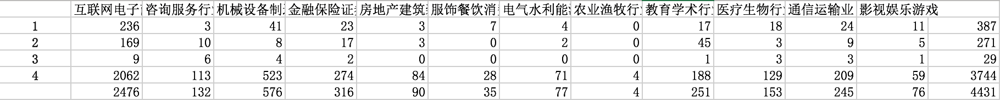 互联网电子 咨询服务行业 机械设备制 金融保险证 房地产建筑 服饰餐饮消 电气水利能 农业渔牧行业 教育学术行业 医疗生物行业 通信运输业 影视娱乐游戏
1 236 3 41 23 3 7 4 0 17 18 24 11 387
2 169 10 8 17 3 0 2 0 45 3 9 5 271
3 9 6 4 2 0 0 0 0 1 3 3 1 29
4 2062 113 523 274 84 28 71 4 188 129 209 59 3744
2476 132 576 316 90 35 77 4 251 153 245 76 4431